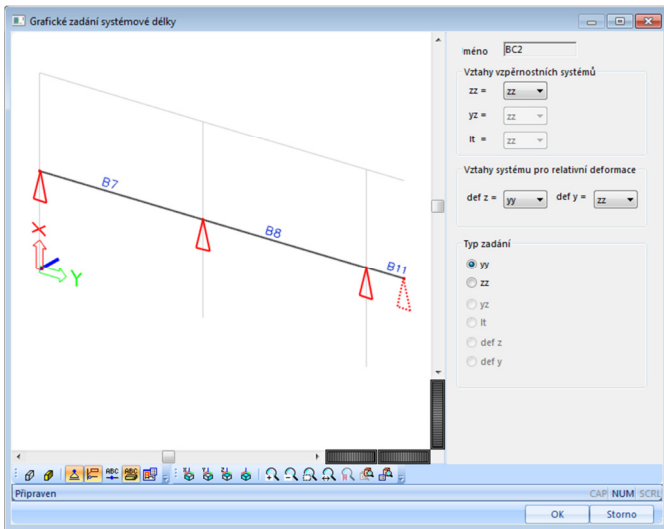 Grafické zadání systémové délky
méno BC2
Vztahy vzpěrnostních systémů
zz = zz
yz = zz
lt = zz
Vztahy systému pro relativní deformace
def z = yy def y = zz
Typ zadání
yy
zz
yz
lt
def z
def y
B7
B8
B11
X
Y
ABC
ABC
Připraven
CAP NUM SCRL
OK Storno